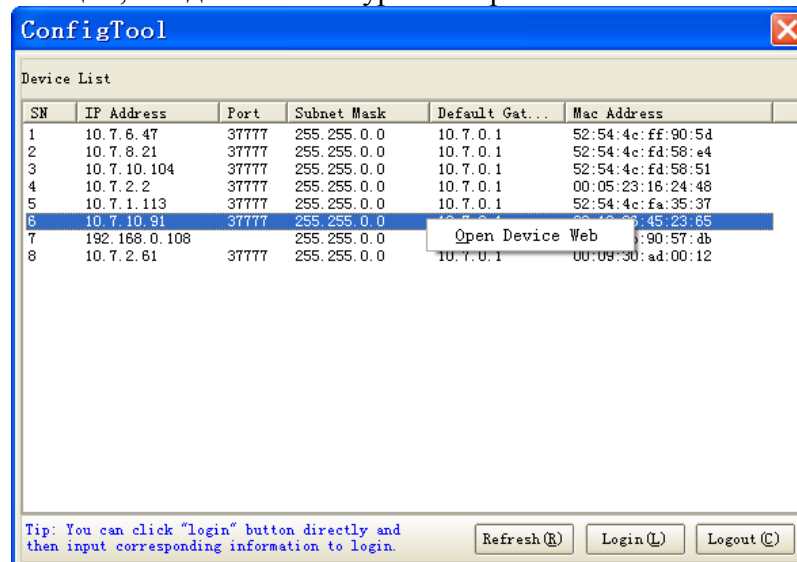 ConfigTool
Device List
SN IP Address Port Subnet Mask Default Gat... Mac Address
1 10.7.6.47 37777 255.255.0.0 10.7.0.1 52:54:4c:ff:90:5d
2 10.7.8.21 37777 255.255.0.0 10.7.0.1 52:54:4c:fd:58:e4
3 10.7.10.104 37777 255.255.0.0 10.7.0.1 52:54:4c:fd:58:51
4 10.7.2.2 37777 255.255.0.0 10.7.0.1 00:05:23:16:24:48
5 10.7.1.113 37777 255.255.0.0 10.7.0.1 52:54:4c:fa:35:37
6 10.7.10.91 37777 255.255.0.0 :45:23:65
Open Device Web
7 192.168.0.108 255.255.0.0 :90:57:db
8 10.7.2.61 37777 255.255.0.0 10.7.0.1 00:09:30:ad:00:12
Tip: You can click "login" button directly and
then input corresponding information to login.
Refresh(R) Login(L) Logout(C)